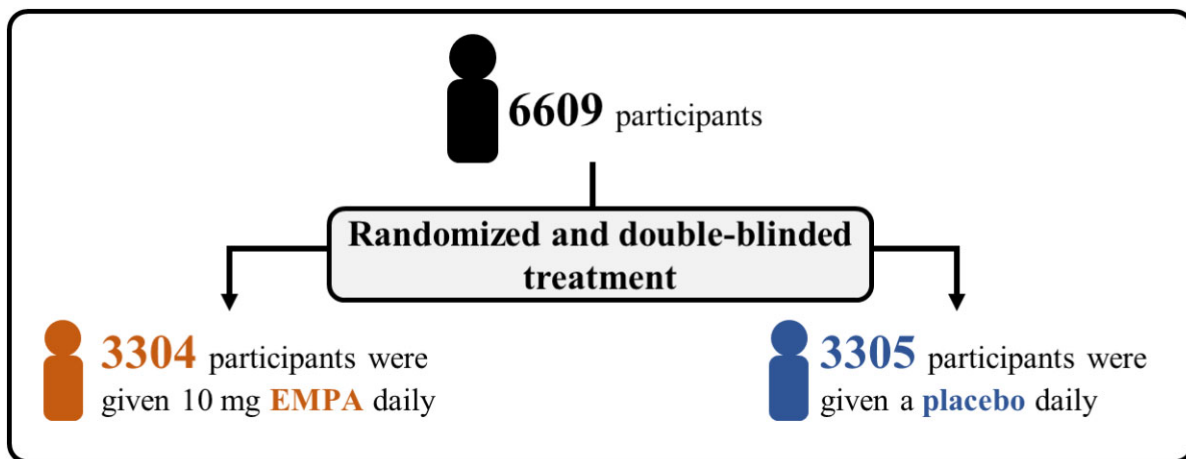 6609 participants
Randomized and double-blinded
treatment
3304 participants were
given 10 mg EMPA daily
3305 participants were
given a placebo daily